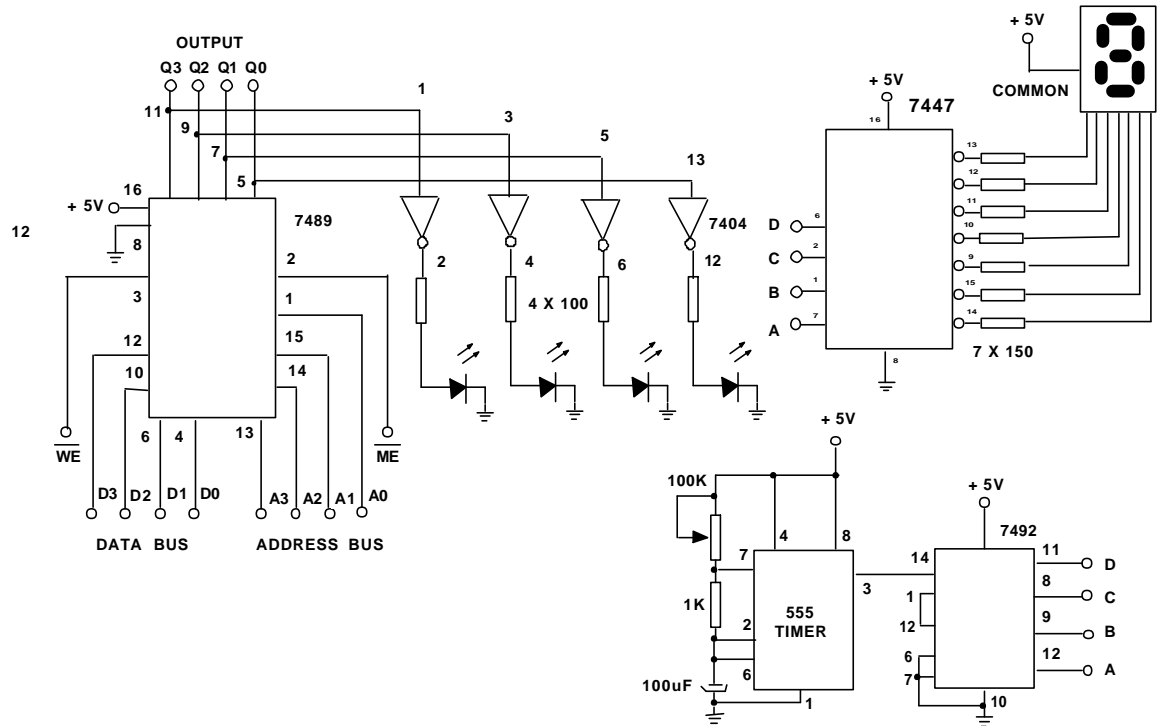 OUTPUT
Q3 Q2 Q1 Q0
11
9
7
5
1
3
5
13
16
+ 5V
8
7489
12
2
3
1
12
15
10
14
6 4 13
WE
ME
D3 D2 D1 D0
A3 A2 A1 A0
DATA BUS
ADDRESS BUS
7404
2 4 6 12
4 X 100
+ 5V
COMMON
+ 5V
7447
16
13
12
11
10
9
15
14
D 6
C 2
B 1
A 7
8
7 X 150
+ 5V
100K
4 8
7
1K
2
6
555
TIMER
3
100uF
1
+ 5V
7492
14
1
12
6
7
10
11 D
8 C
9 B
12 A